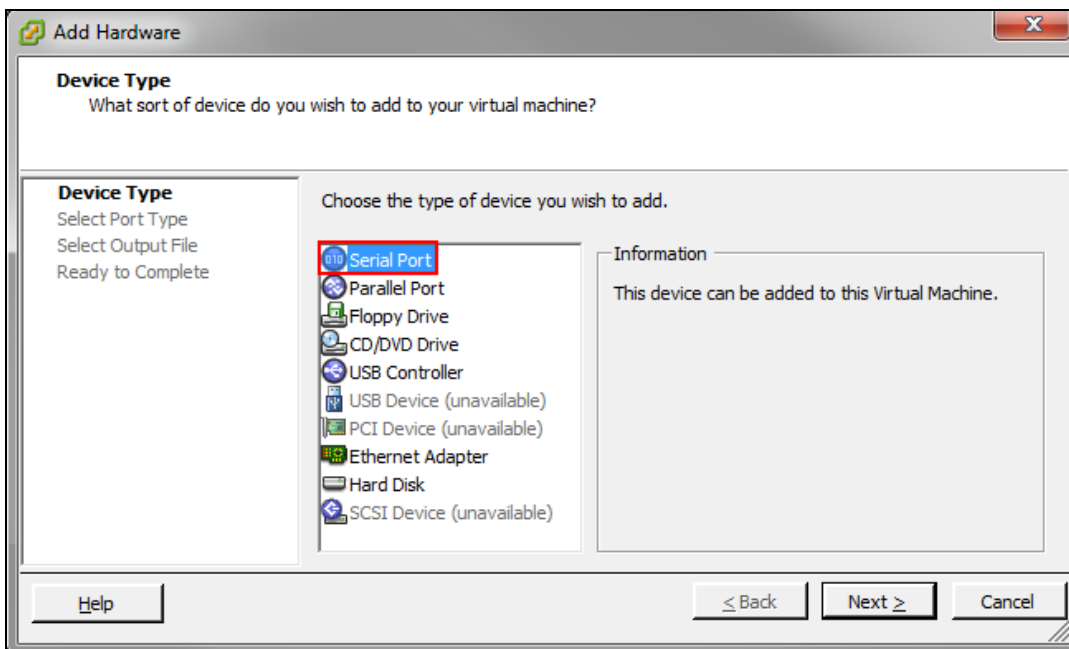 Add Hardware
Device Type
What sort of device do you wish to add to your virtual machine?
Device Type
Select Port Type
Select Output File
Ready to Complete
Choose the type of device you wish to add.
Serial Port
Parallel Port
Floppy Drive
CD/DVD Drive
USB Controller
USB Device (unavailable)
PCI Device (unavailable)
Ethernet Adapter
Hard Disk
SCSI Device (unavailable)
Information
This device can be added to this Virtual Machine.
Help
< Back
Next >
Cancel